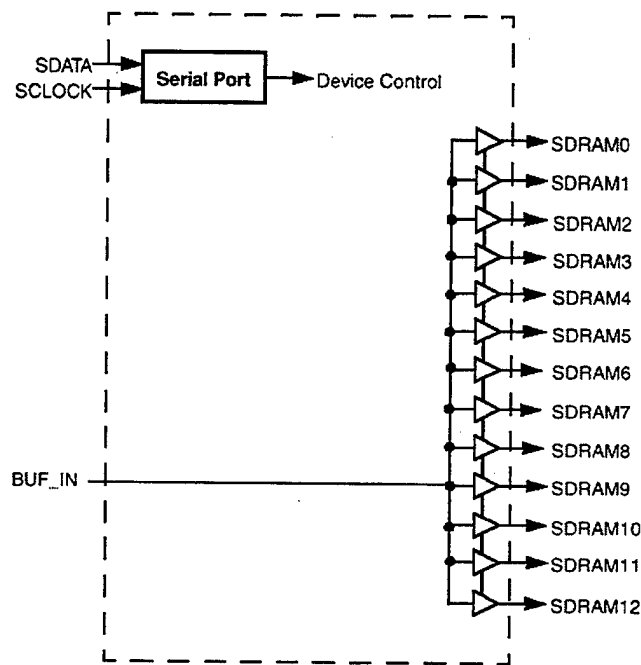 SDATA
SCLOCK
Serial Port
Device Control
SDRAM0
SDRAM1
SDRAM2
SDRAM3
SDRAM4
SDRAM5
SDRAM6
SDRAM7
SDRAM8
BUF_IN
SDRAM9
SDRAM10
SDRAM11
SDRAM12